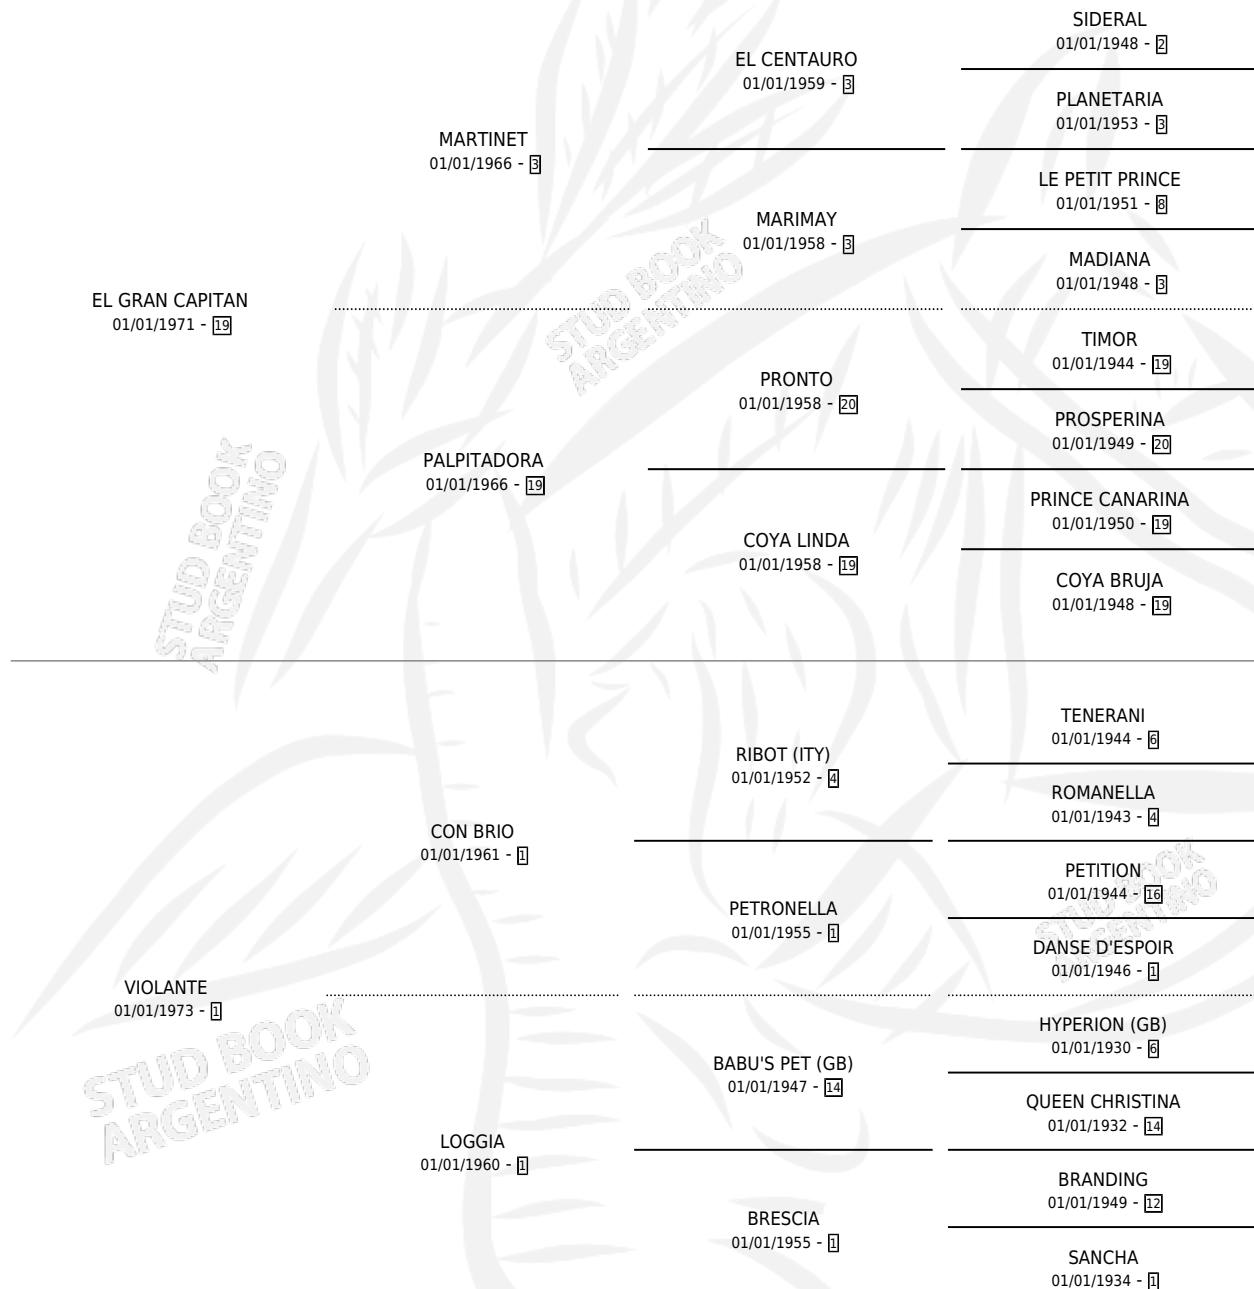 SIDERAL
01/01/1948 - 2
EL CENTAURO
01/01/1959 - 3
PLANETARIA
01/01/1953 - 3
MARTINET
01/01/1966 - 3
LE PETIT PRINCE
01/01/1951 - 8
MARIMAY
01/01/1958 - 3
MADIANA
01/01/1948 - 3
EL GRAN CAPITAN
01/01/1971 - 19
TIMOR
01/01/1944 - 19
PRONTO
01/01/1958 - 20
PROSPERINA
01/01/1949 - 20
PALPITADORA
01/01/1966 - 19
PRINCE CANARINA
01/01/1950 - 19
COYA LINDA
01/01/1958 - 19
COYA BRUJA
01/01/1948 - 19
TENERANI
01/01/1944 - 6
RIBOT (ITY)
01/01/1952 - 4
ROMANELLA
01/01/1943 - 4
CON BRIO
01/01/1961 - 1
PETITION
01/01/1944 - 16
PETRONELLA
01/01/1955 - 1
DANSE D'ESPOIR
01/01/1946 - 1
VIOLANTE
01/01/1973 - 1
HYPERION (GB)
01/01/1930 - 6
BABU'S PET (GB)
01/01/1947 - 14
QUEEN CHRISTINA
01/01/1932 - 14
LOGGIA
01/01/1960 - 1
BRANDING
01/01/1949 - 12
BRESCIA
01/01/1955 - 1
SANCHA
01/01/1934 - 1
STUD BOOK
ARGENTINO
STUD BOOK
ARGENTINO
STUD BOOK
ARGENTINO
STUD BOOK
ARGENTINO